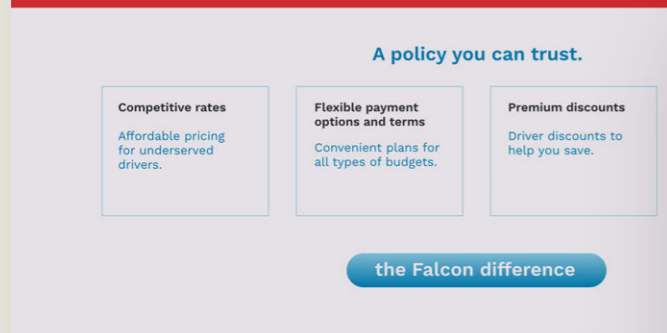 A policy you can trust.
Competitive rates
Affordable pricing
for underserved
drivers.
Flexible payment
options and terms
Convenient plans for
all types of budgets.
Premium discounts
Driver discounts to
help you save.
the Falcon difference